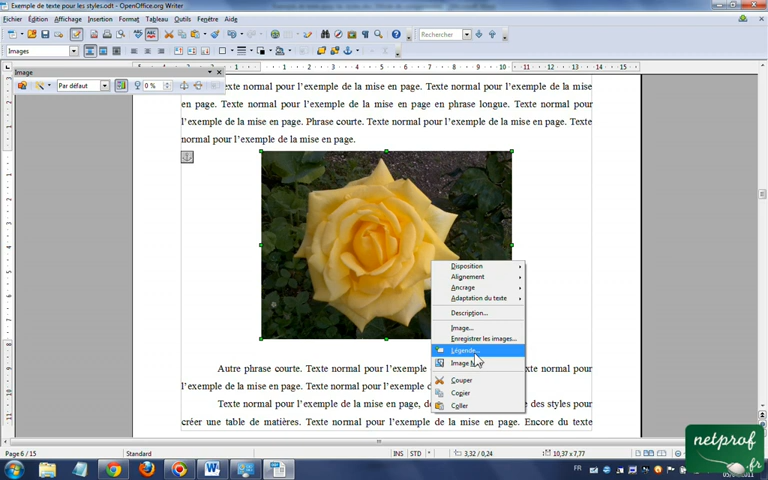 Exemple de texte pour les styles.odt - OpenOffice.org Writer
Fichier Édition Affichage Insertion Format Tableau Outils Fenêtre Aide
Rechercher
Images
Image
Par défaut 0 %
texte normal pour l'exemple de la mise en page. Texte normal pour l'exemple de la mise
en page. Texte normal pour l'exemple de la mise en page en phrase longue. Texte normal pour
l'exemple de la mise en page. Phrase courte. Texte normal pour l'exemple de la mise en page. Texte
normal pour l'exemple de la mise en page.
Disposition
Alignement
Ancrage
Adaptation du texte
Description...
Image...
Enregistrer les images...
Légende...
Image
Couper
Copier
Coller
Autre phrase courte. Texte normal pour l'exemple texte normal pour
l'exemple de la mise en page. Texte normal pour l'exemple de
Texte normal pour l'exemple de la mise en page, de des styles pour
créer une table de matières. Texte normal pour l'exemple de la mise en page. Encore du texte
Page 6 / 15 Standard INS STD * 3,32 / 0,24 10,37 x 7,77
FR
netprof
.fr